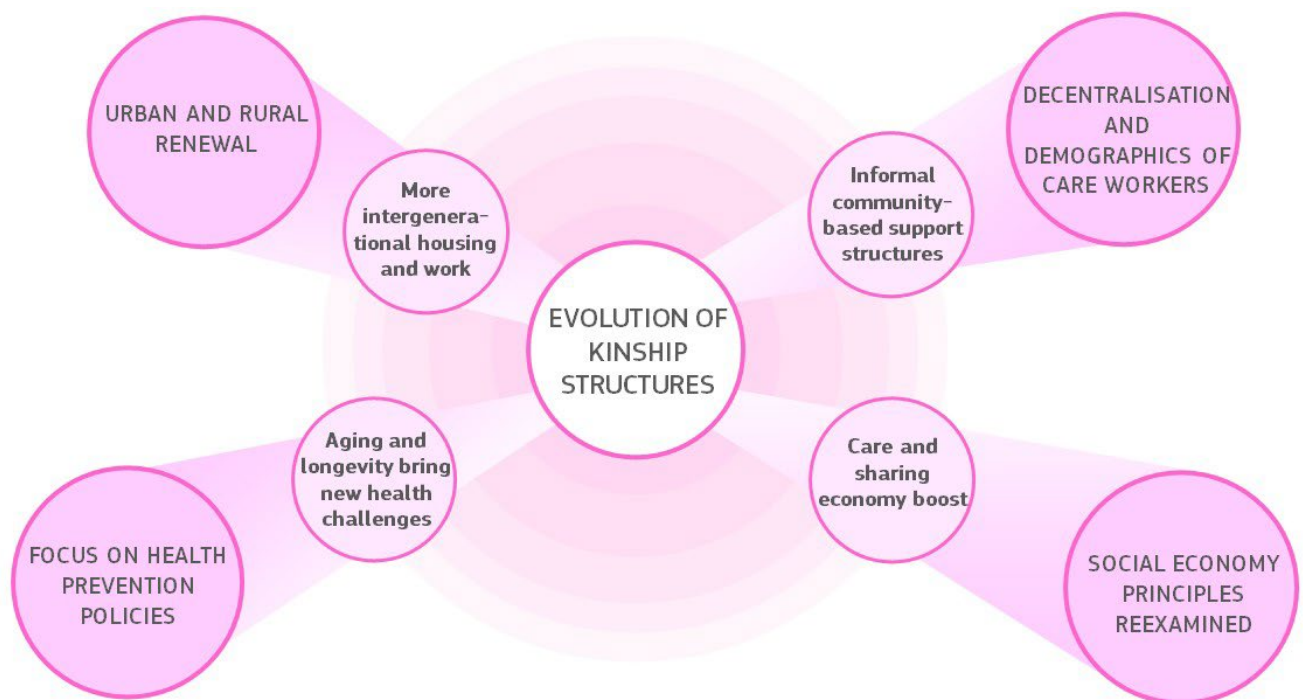 URBAN AND RURAL
RENEWAL
More
intergenera-
tional housing
and work
Informal
community-
based support
structures
DECENTRALISATION
AND
DEMOGRAPHICS OF
CARE WORKERS
EVOLUTION OF
KINSHIP
STRUCTURES
Aging and
longevity bring
new health
challenges
FOCUS ON HEALTH
PREVENTION
POLICIES
Care and
sharing
economy boost
SOCIAL ECONOMY
PRINCIPLES
REEXAMINED